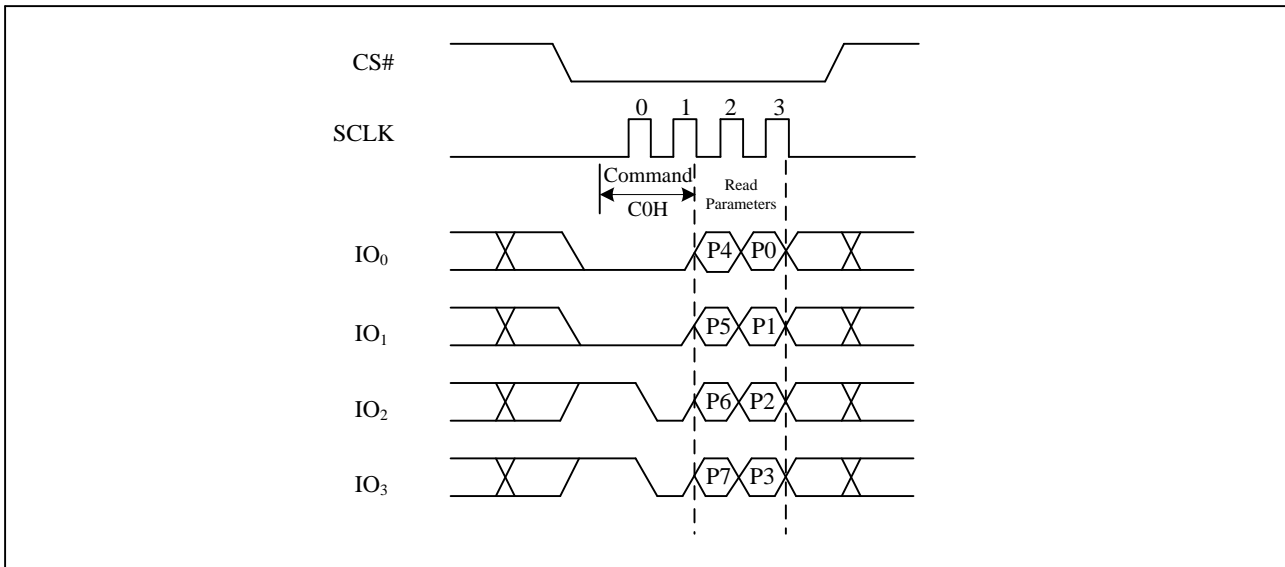 CS#
0 1 2 3
SCLK
Command Read
Parameters
C0H
IO₀ P4 P0
IO₁ P5 P1
IO₂ P6 P2
IO₃ P7 P3